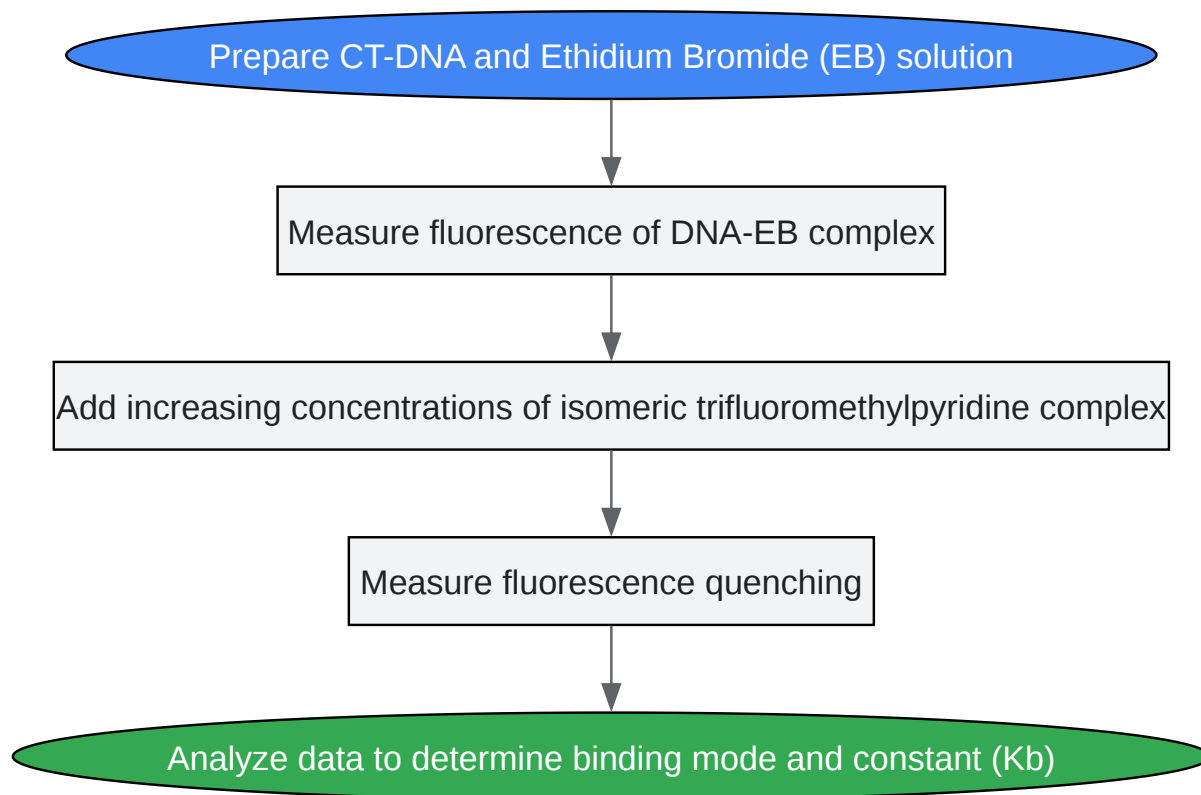 Prepare CT-DNA and Ethidium Bromide (EB) solution
Measure fluorescence of DNA-EB complex
Add increasing concentrations of isomeric trifluoromethylpyridine complex
Measure fluorescence quenching
Analyze data to determine binding mode and constant (Kb)